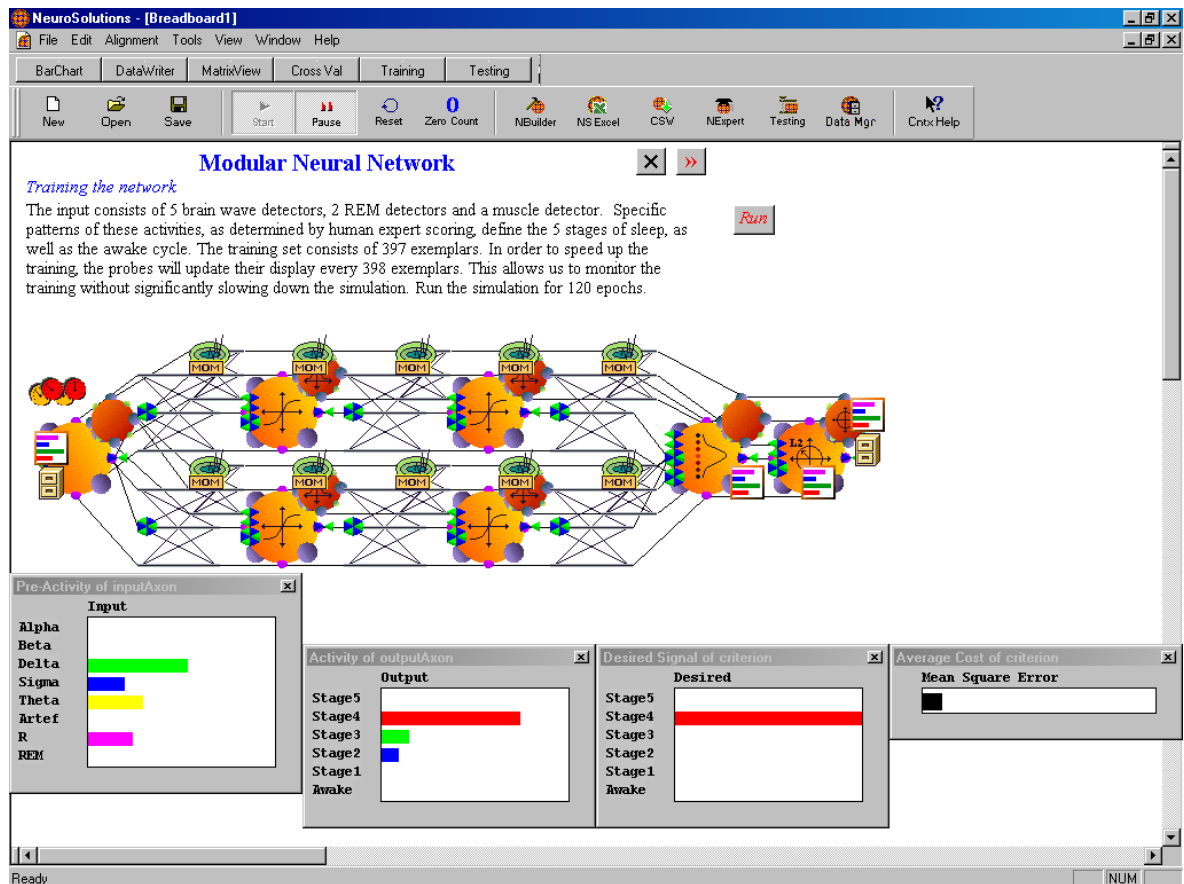 NeuroSolutions - [Breadboard1]
File Edit Alignment Tools View Window Help
BarChart DataWriter MatrixView Cross Val Training Testing
New Open Save Start Pause Reset Zero Count NBuilder NS Excel CSW NExpert Testing Data Mgr Cntx Help
Modular Neural Network
Training the network
The input consists of 5 brain wave detectors, 2 REM detectors and a muscle detector. Specific
patterns of these activities, as determined by human expert scoring, define the 5 stages of sleep, as
well as the awake cycle. The training set consists of 397 exemplars. In order to speed up the
training, the probes will update their display every 398 exemplars. This allows us to monitor the
training without significantly slowing down the simulation. Run the simulation for 120 epochs.
Run
MOM MOM MOM MOM MOM
L2
MOM MOM MOM MOM MOM
Pre-Activity of inputAxon
Input
Alpha
Beta
Delta
Sigma
Theta
Artef
R
REM
Activity of outputAxon
Output
Stage5
Stage4
Stage3
Stage2
Stage1
Awake
Desired Signal of criterion
Desired
Stage5
Stage4
Stage3
Stage2
Stage1
Awake
Average Cost of criterion
Mean Square Error
Ready
NUM